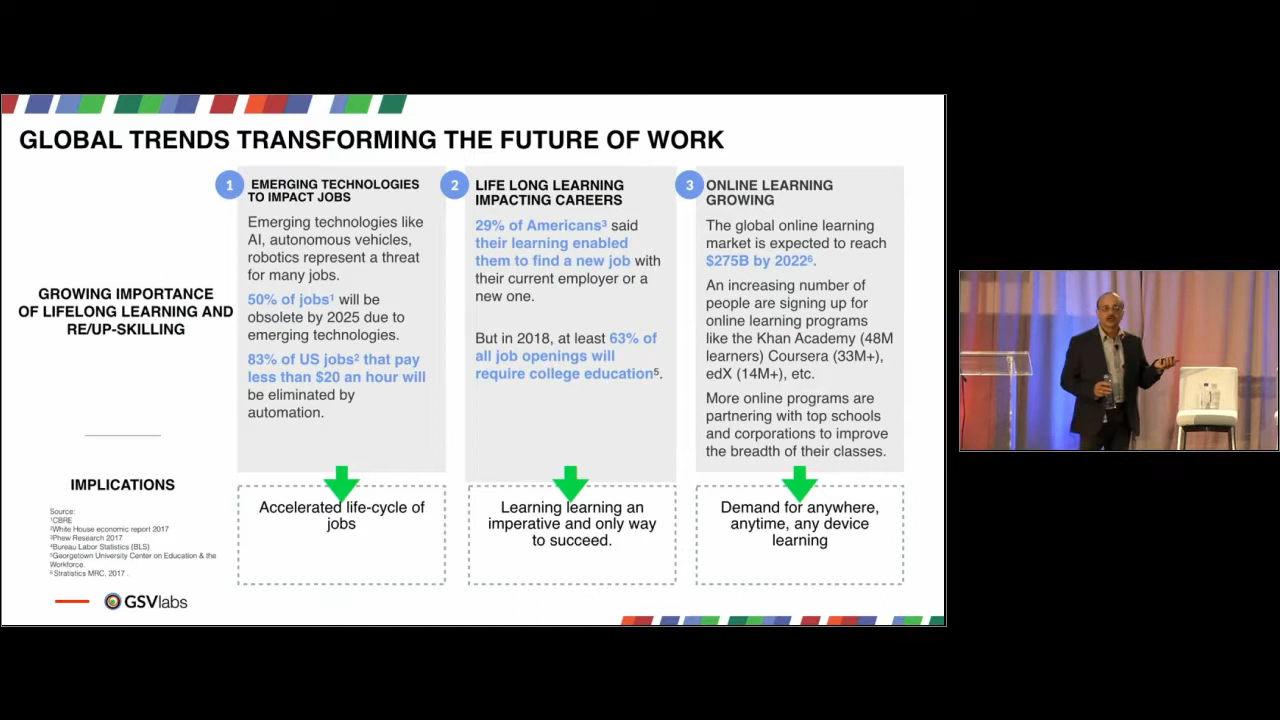 GLOBAL TRENDS TRANSFORMING THE FUTURE OF WORK
GROWING IMPORTANCE
OF LIFELONG LEARNING AND
RE/UP-SKILLING
1
EMERGING TECHNOLOGIES
TO IMPACT JOBS
Emerging technologies like
AI, autonomous vehicles,
robotics represent a threat
for many jobs.
50% of jobs¹ will be
obsolete by 2025 due to
emerging technologies.
83% of US jobs² that pay
less than $20 an hour will
be eliminated by
automation.
2
LIFE LONG LEARNING
IMPACTING CAREERS
29% of Americans³ said
their learning enabled
them to find a new job with
their current employer or a
new one.
But in 2018, at least 63% of
all job openings will
require college education⁵.
3
ONLINE LEARNING
GROWING
The global online learning
market is expected to reach
$275B by 2022⁶.
An increasing number of
people are signing up for
online learning programs
like the Khan Academy (48M
learners) Coursera (33M+),
edX (14M+), etc.
More online programs are
partnering with top schools
and corporations to improve
the breadth of their classes.
IMPLICATIONS
Accelerated life-cycle of
jobs
Learning learning an
imperative and only way
to succeed.
Demand for anywhere,
anytime, any device
learning
Source:
¹CBRE
²White House economic report 2017
³Phew Research 2017
⁴Bureau Labor Statistics (BLS)
⁵Georgetown University Center on Education & the
Workforce.
⁶ Stratistics MRC. 2017 .
GSVlabs